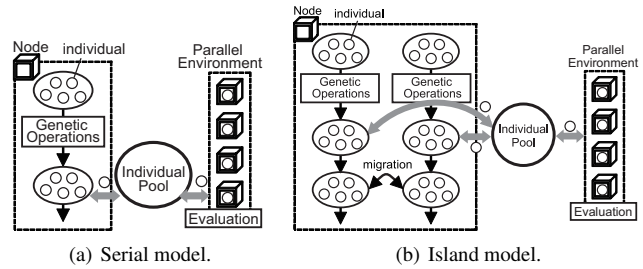 Node
individual
Genetic
Operations
Individual
Pool
Parallel
Environment
Evaluation
(a) Serial model.
Node
individual
Genetic
Operations
Genetic
Operations
migration
Individual
Pool
Parallel
Environment
Evaluation
(b) Island model.